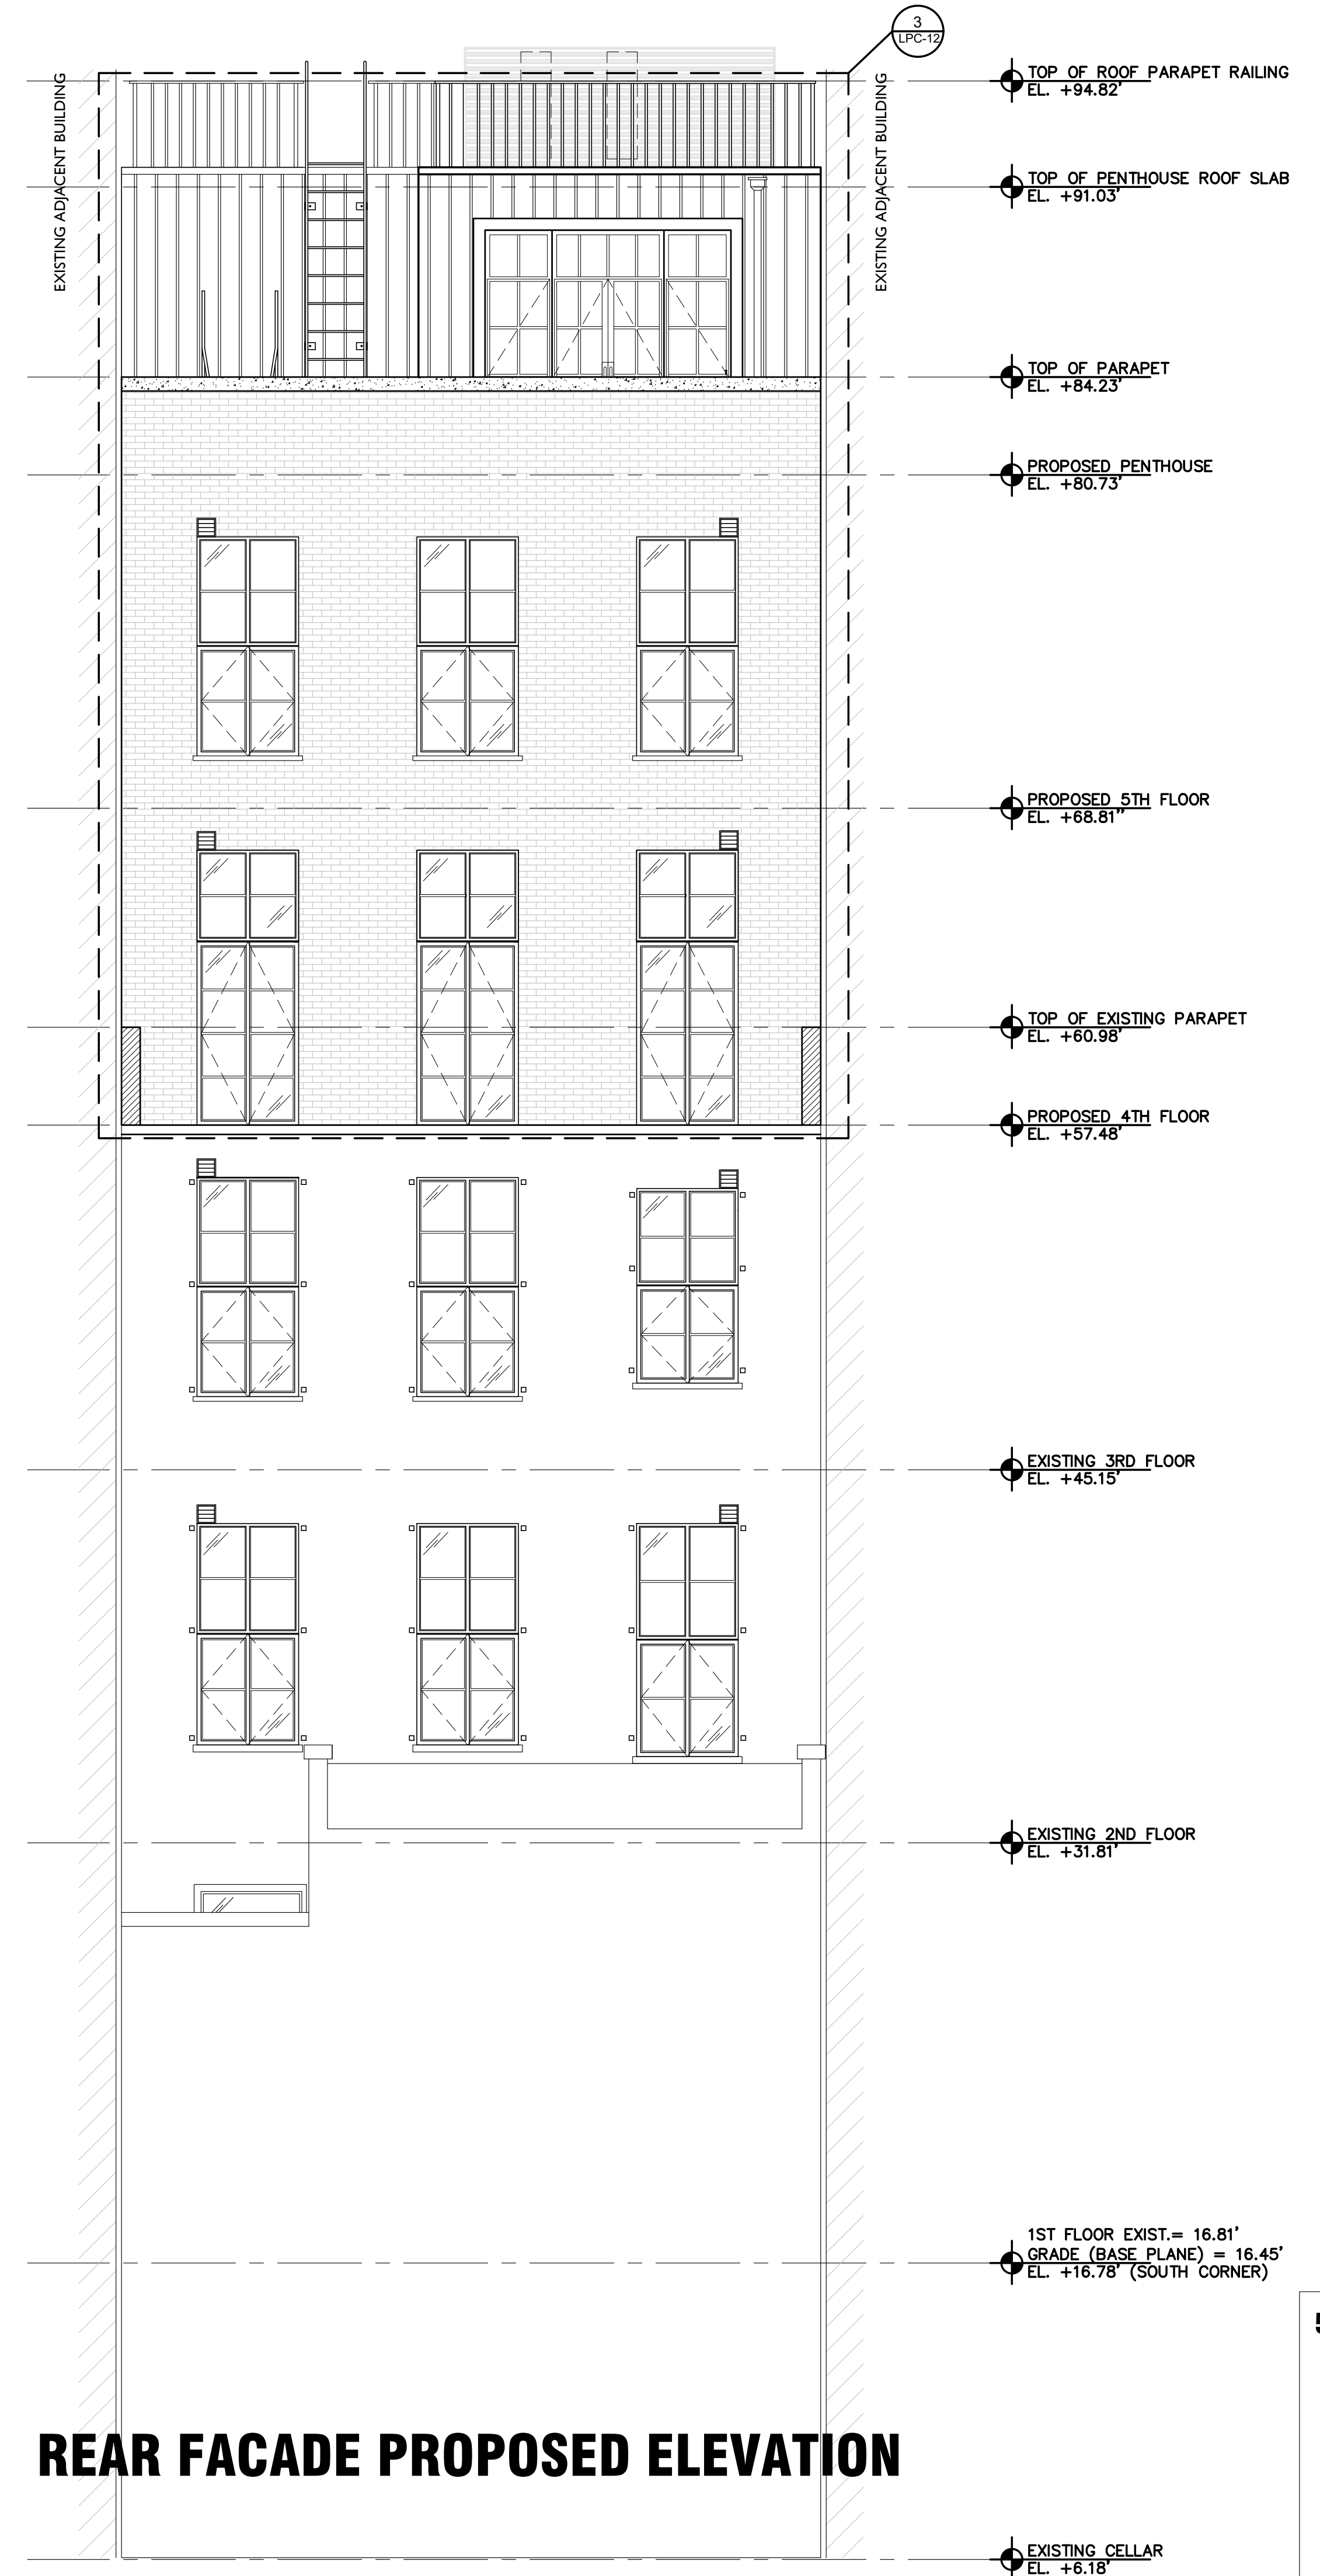 3
LPC-12
EXISTING ADJACENT BUILDING
EXISTING ADJACENT BUILDING
TOP OF ROOF PARAPET RAILING
EL. +94.82'
TOP OF PENTHOUSE ROOF SLAB
EL. +91.03'
TOP OF PARAPET
EL. +84.23'
PROPOSED PENTHOUSE
EL. +80.73'
PROPOSED 5TH FLOOR
EL. +68.81"
TOP OF EXISTING PARAPET
EL. +60.98'
PROPOSED 4TH FLOOR
EL. +57.48'
EXISTING 3RD FLOOR
EL. +45.15'
EXISTING 2ND FLOOR
EL. +31.81'
1ST FLOOR EXIST.= 16.81'
GRADE (BASE PLANE) = 16.45'
EL. +16.78' (SOUTH CORNER)
REAR FACADE PROPOSED ELEVATION
EXISTING CELLAR
EL. +6.18'